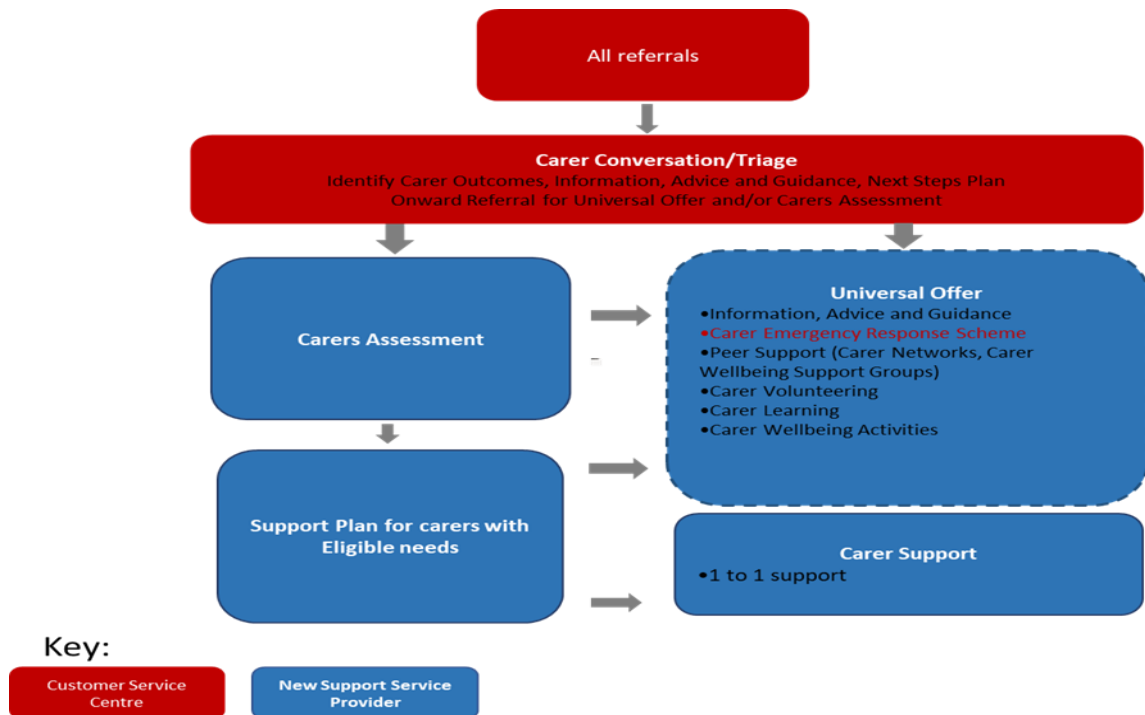 All referrals
Carer Conversation/Triage
Identify Carer Outcomes, Information, Advice and Guidance, Next Steps Plan
Onward Referral for Universal Offer and/or Carers Assessment
Carers Assessment
Universal Offer
•Information, Advice and Guidance
•Carer Emergency Response Scheme
•Peer Support (Carer Networks, Carer
Wellbeing Support Groups)
•Carer Volunteering
•Carer Learning
•Carer Wellbeing Activities
Support Plan for carers with
Eligible needs
Carer Support
•1 to 1 support
Key:
Customer Service
Centre
New Support Service
Provider